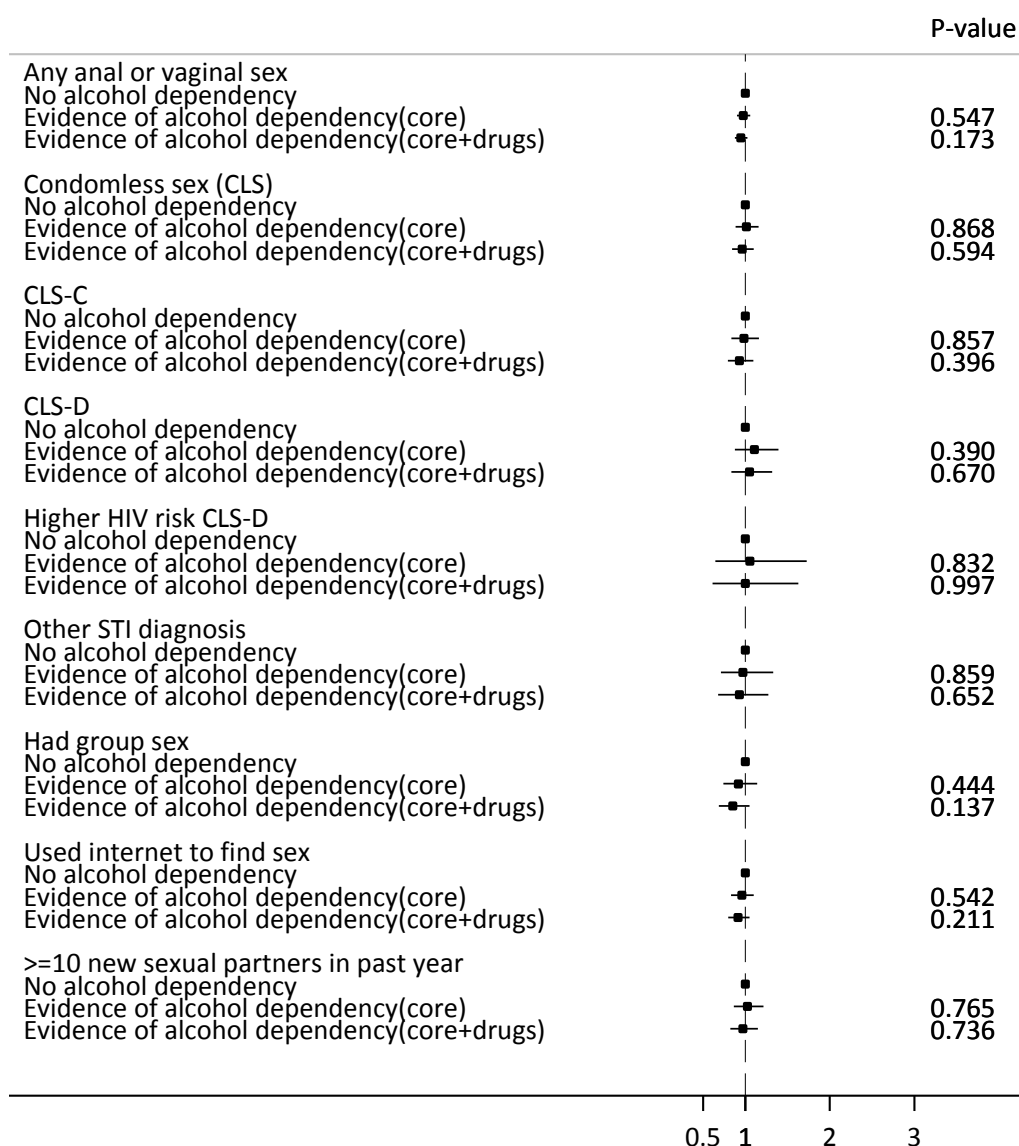 P-value
Any anal or vaginal sex
No alcohol dependency
Evidence of alcohol dependency(core) 0.547
Evidence of alcohol dependency(core+drugs) 0.173
Condomless sex (CLS)
No alcohol dependency
Evidence of alcohol dependency(core) 0.868
Evidence of alcohol dependency(core+drugs) 0.594
CLS-C
No alcohol dependency
Evidence of alcohol dependency(core) 0.857
Evidence of alcohol dependency(core+drugs) 0.396
CLS-D
No alcohol dependency
Evidence of alcohol dependency(core) 0.390
Evidence of alcohol dependency(core+drugs) 0.670
Higher HIV risk CLS-D
No alcohol dependency
Evidence of alcohol dependency(core) 0.832
Evidence of alcohol dependency(core+drugs) 0.997
Other STI diagnosis
No alcohol dependency
Evidence of alcohol dependency(core) 0.859
Evidence of alcohol dependency(core+drugs) 0.652
Had group sex
No alcohol dependency
Evidence of alcohol dependency(core) 0.444
Evidence of alcohol dependency(core+drugs) 0.137
Used internet to find sex
No alcohol dependency
Evidence of alcohol dependency(core) 0.542
Evidence of alcohol dependency(core+drugs) 0.211
>=10 new sexual partners in past year
No alcohol dependency
Evidence of alcohol dependency(core) 0.765
Evidence of alcohol dependency(core+drugs) 0.736
0.5 1 2 3